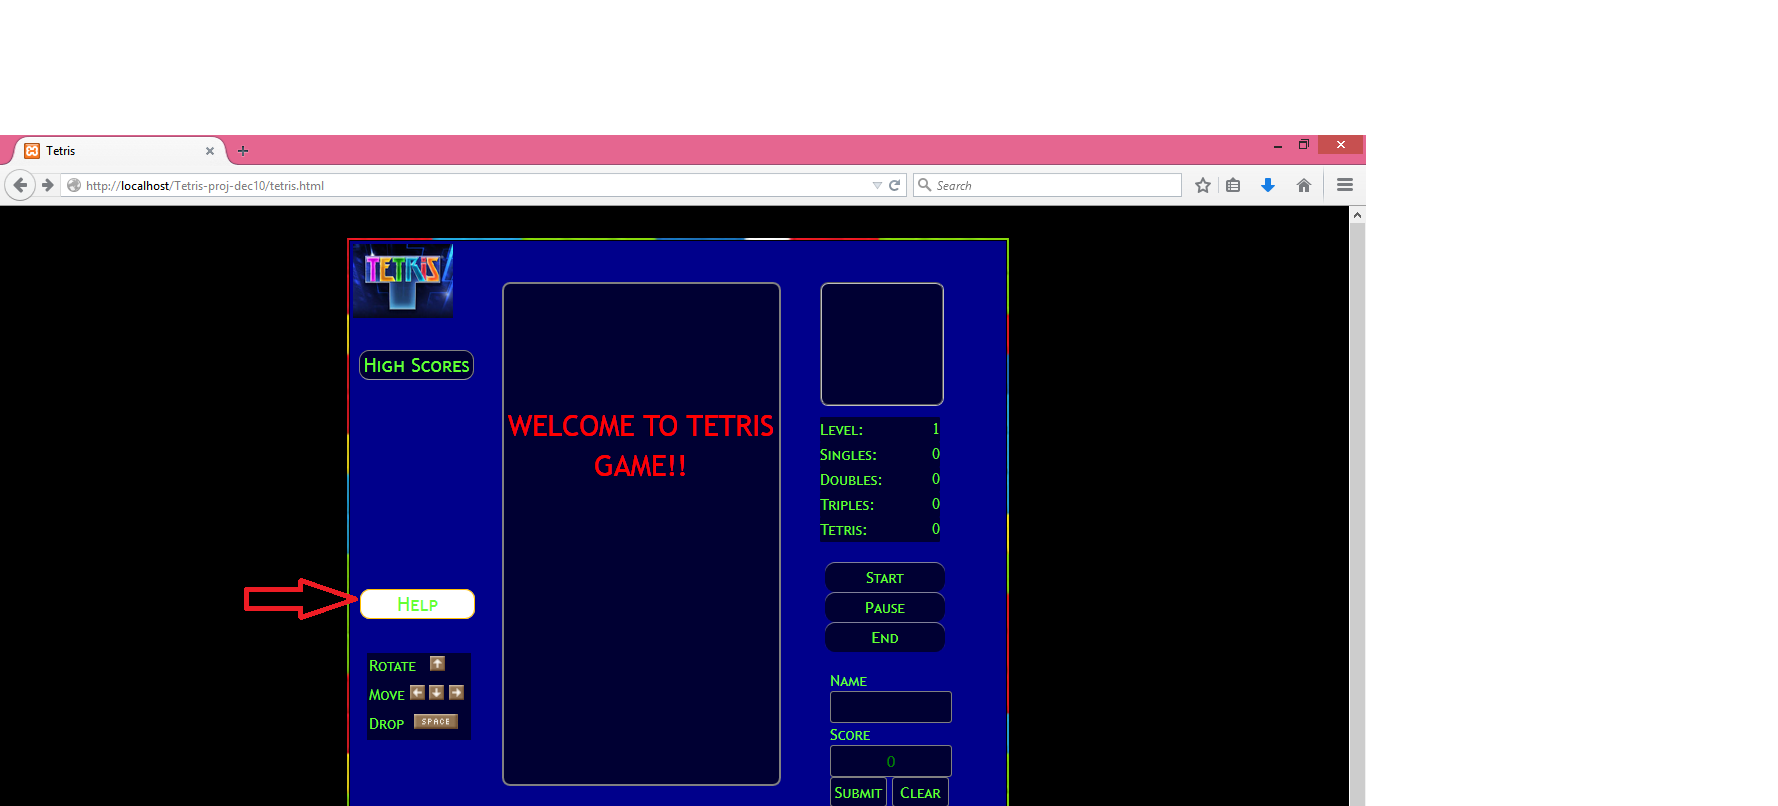 Tetris
http://localhost/Tetris-proj-dec10/tetris.html
Search
TETRIS
High Scores
WELCOME TO TETRIS
GAME!!
Level: 1
Singles: 0
Doubles: 0
Triples: 0
Tetris: 0
Start
Pause
End
Help
Rotate
Move
Drop SPACE
Name
Score
0
Submit Clear